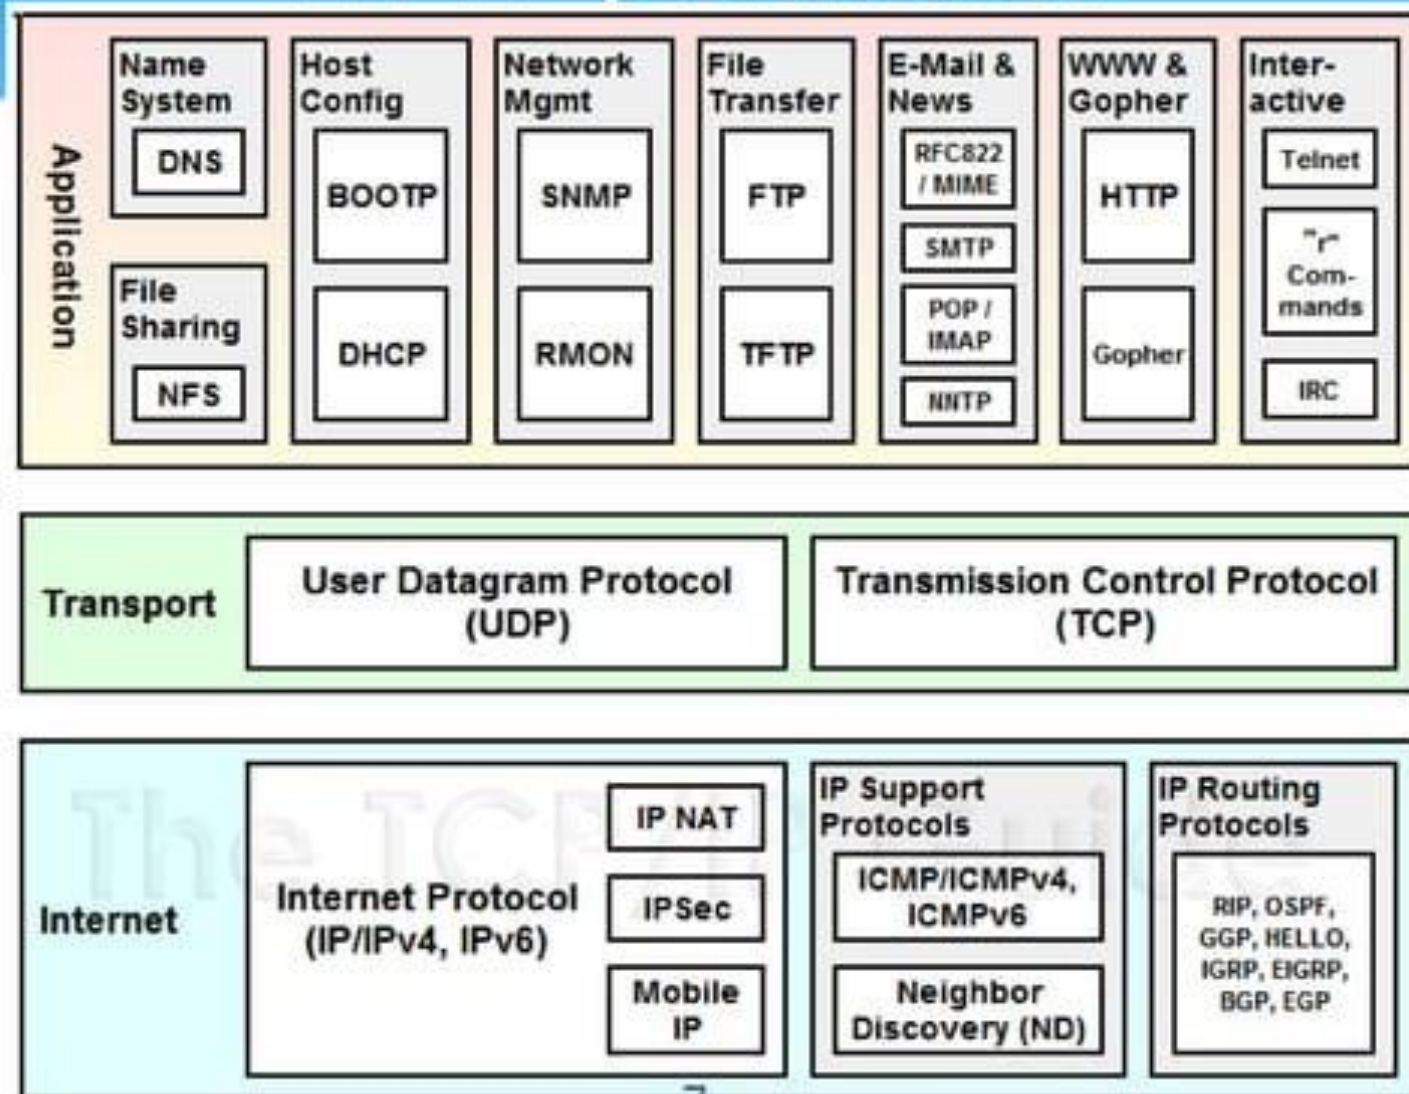 Application
Name
System
DNS
File
Sharing
NFS
Host
Config
BOOTP
DHCP
Network
Mgmt
SNMP
RMON
File
Transfer
FTP
TFTP
E-Mail &
News
RFC822
/ MIME
SMTP
POP /
IMAP
NNTP
WWW &
Gopher
HTTP
Gopher
Inter-
active
Telnet
"r"
Com-
mands
IRC
Transport
User Datagram Protocol
(UDP)
Transmission Control Protocol
(TCP)
The TCP/IP Guide
Internet
Internet Protocol
(IP/IPv4, IPv6)
IP NAT
IPSec
Mobile
IP
IP Support
Protocols
ICMP/ICMPv4,
ICMPv6
Neighbor
Discovery (ND)
IP Routing
Protocols
RIP, OSPF,
GGP, HELLO,
IGRP, EIGRP,
BGP, EGP